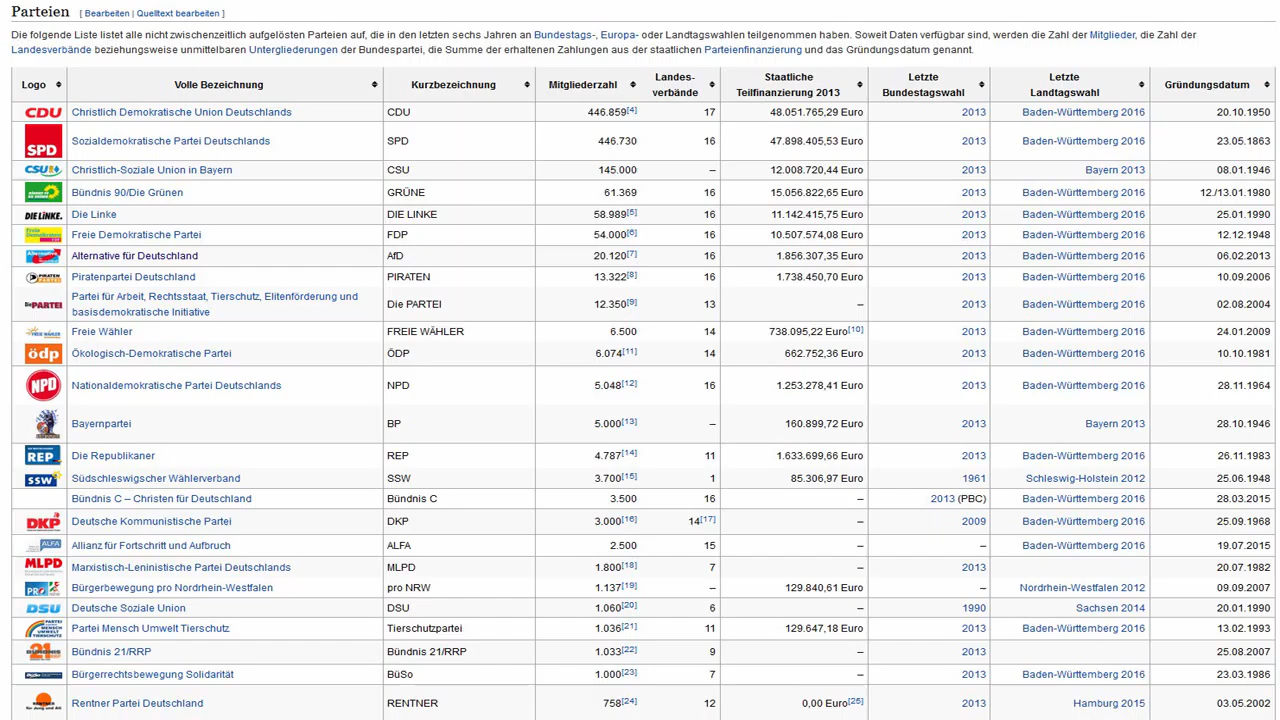 Parteien [ Bearbeiten | Quelltext bearbeiten ]
Die folgende Liste listet alle nicht zwischenzeitlich aufgelösten Parteien auf, die in den letzten sechs Jahren an Bundestags-, Europa- oder Landtagswahlen teilgenommen haben. Soweit Daten verfügbar sind, werden die Zahl der Mitglieder, die Zahl der
Landesverbände beziehungsweise unmittelbaren Untergliederungen der Bundespartei, die Summe der erhaltenen Zahlungen aus der staatlichen Parteienfinanzierung und das Gründungsdatum genannt.
Logo Volle Bezeichnung Kurzbezeichnung Mitgliederzahl Landes-verbände Staatliche Teilfinanzierung 2013 Letzte Bundestagswahl Letzte Landtagswahl Gründungsdatum
CDU Christlich Demokratische Union Deutschlands CDU 446.859[4] 17 48.051.765,29 Euro 2013 Baden-Württemberg 2016 20.10.1950
SPD Sozialdemokratische Partei Deutschlands SPD 446.730 16 47.898.405,53 Euro 2013 Baden-Württemberg 2016 23.05.1863
CSU Christlich-Soziale Union in Bayern CSU 145.000 – 12.008.720,44 Euro 2013 Bayern 2013 08.01.1946
Bündnis 90/Die Grünen GRÜNE 61.369 16 15.056.822,65 Euro 2013 Baden-Württemberg 2016 12./13.01.1980
DIE LINKE. Die Linke DIE LINKE 58.989[5] 16 11.142.415,75 Euro 2013 Baden-Württemberg 2016 25.01.1990
Freie Demokraten FDP Freie Demokratische Partei FDP 54.000[6] 16 10.507.574,08 Euro 2013 Baden-Württemberg 2016 12.12.1948
Alternative Alternative für Deutschland AfD 20.120[7] 16 1.856.307,35 Euro 2013 Baden-Württemberg 2016 06.02.2013
PIRATEN PARTEI Piratenpartei Deutschland PIRATEN 13.322[8] 16 1.738.450,70 Euro 2013 Baden-Württemberg 2016 10.09.2006
Die PARTEI Partei für Arbeit, Rechtsstaat, Tierschutz, Elitenförderung und
basisdemokratische Initiative Die PARTEI 12.350[9] 13 – 2013 Baden-Württemberg 2016 02.08.2004
FREIE WÄHLER Freie Wähler FREIE WÄHLER 6.500 14 738.095,22 Euro[10] 2013 Baden-Württemberg 2016 24.01.2009
ödp Ökologisch-Demokratische Partei ÖDP 6.074[11] 14 662.752,36 Euro 2013 Baden-Württemberg 2016 10.10.1981
NPD Nationaldemokratische Partei Deutschlands NPD 5.048[12] 16 1.253.278,41 Euro 2013 Baden-Württemberg 2016 28.11.1964
Bayernpartei BP 5.000[13] – 160.899,72 Euro 2013 Bayern 2013 28.10.1946
REP Die Republikaner REP 4.787[14] 11 1.633.699,66 Euro 2013 Baden-Württemberg 2016 26.11.1983
SSW Südschleswigscher Wählerverband SSW 3.700[15] 1 85.306,97 Euro 1961 Schleswig-Holstein 2012 25.06.1948
Bündnis C – Christen für Deutschland Bündnis C 3.500 16 – 2013 (PBC) Baden-Württemberg 2016 28.03.2015
DKP Deutsche Kommunistische Partei DKP 3.000[16] 14[17] – 2009 Baden-Württemberg 2016 25.09.1968
ALFA Allianz für Fortschritt und Aufbruch ALFA 2.500 15 – – Baden-Württemberg 2016 19.07.2015
MLPD Marxistisch-Leninistische Partei Deutschlands MLPD 1.800[18] 7 – 2013 20.07.1982
PRO Bürgerbewegung pro Nordrhein-Westfalen pro NRW 1.137[19] 129.840,61 Euro – Nordrhein-Westfalen 2012 09.09.2007
DSU Deutsche Soziale Union DSU 1.060[20] 6 – 1990 Sachsen 2014 20.01.1990
PARTEI MENSCH UMWELT TIERSCHUTZ Partei Mensch Umwelt Tierschutz Tierschutzpartei 1.036[21] 11 129.647,18 Euro 2013 Baden-Württemberg 2016 13.02.1993
BÜNDNIS 21 Bündnis 21/RRP Bündnis 21/RRP 1.033[22] 9 – 2013 25.08.2007
BüSo Bürgerrechtsbewegung Solidarität BüSo 1.000[23] 7 – 2013 Baden-Württemberg 2016 23.03.1986
RENTNER Rentner Partei Deutschland RENTNER 758[24] 12 0,00 Euro[25] 2013 Hamburg 2015 03.05.2002